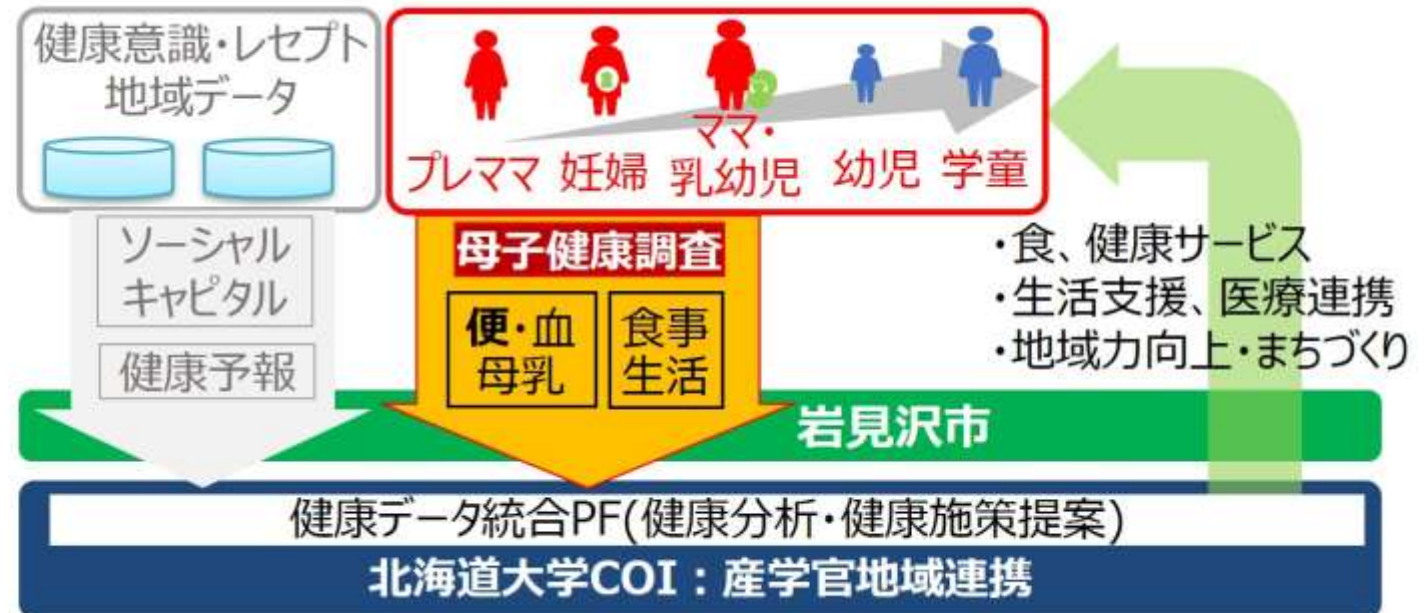 健康意識・レセプト
地域データ
プレママ
妊婦
ママ・
乳幼児
幼児
学童
ソーシャル
キャピタル
健康予報
母子健康調査
便・血
母乳
食事
生活
・食、健康サービス
・生活支援、医療連携
・地域力向上・まちづくり
岩見沢市
健康データ統合PF(健康分析・健康施策提案)
北海道大学COI：産学官地域連携